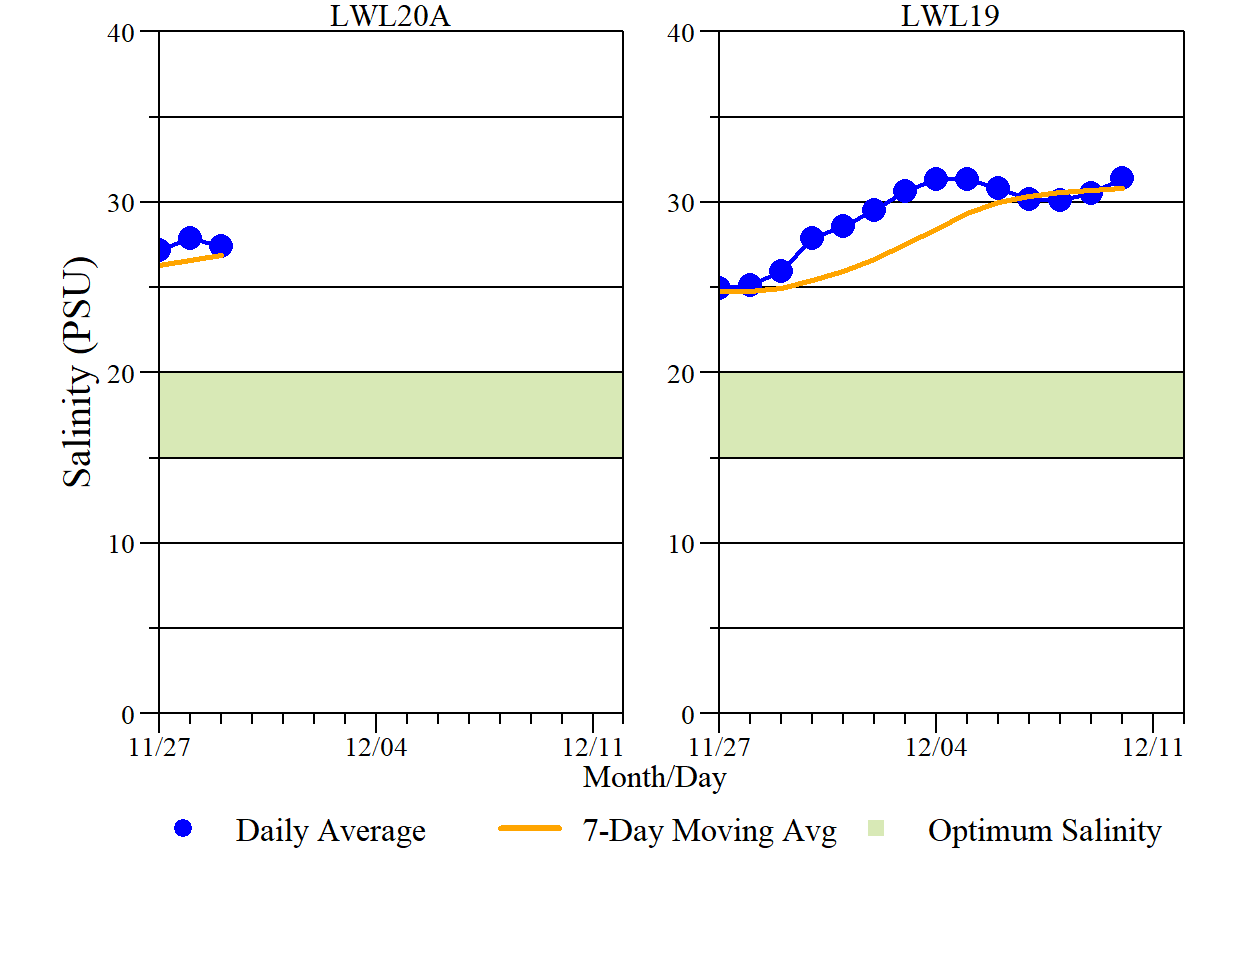 LWL20A LWL19
40 40
30 30
20 20
10 10
0 0
Salinity (PSU)
11/27 12/04 12/11 11/27 12/04 12/11
Month/Day
Daily Average 7-Day Moving Avg Optimum Salinity